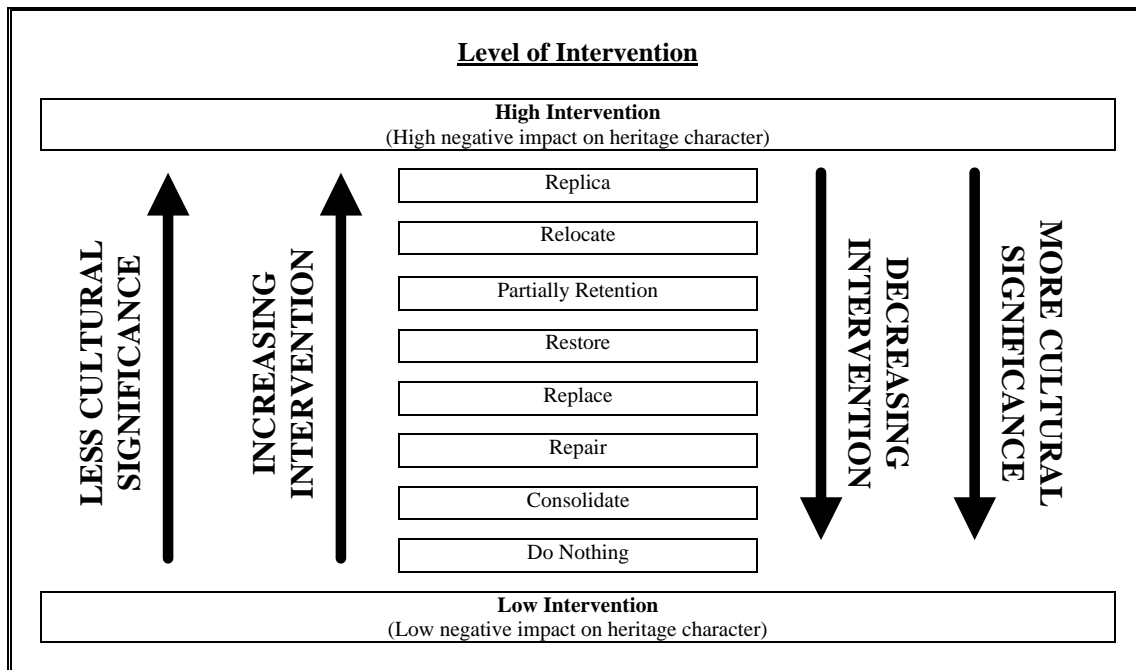 Level of Intervention
High Intervention
(High negative impact on heritage character)
LESS CULTURAL
SIGNIFICANCE
INCREASING
INTERVENTION
Replica
Relocate
Partially Retention
Restore
Replace
Repair
Consolidate
Do Nothing
DECREASING
INTERVENTION
MORE CULTURAL
SIGNIFICANCE
Low Intervention
(Low negative impact on heritage character)